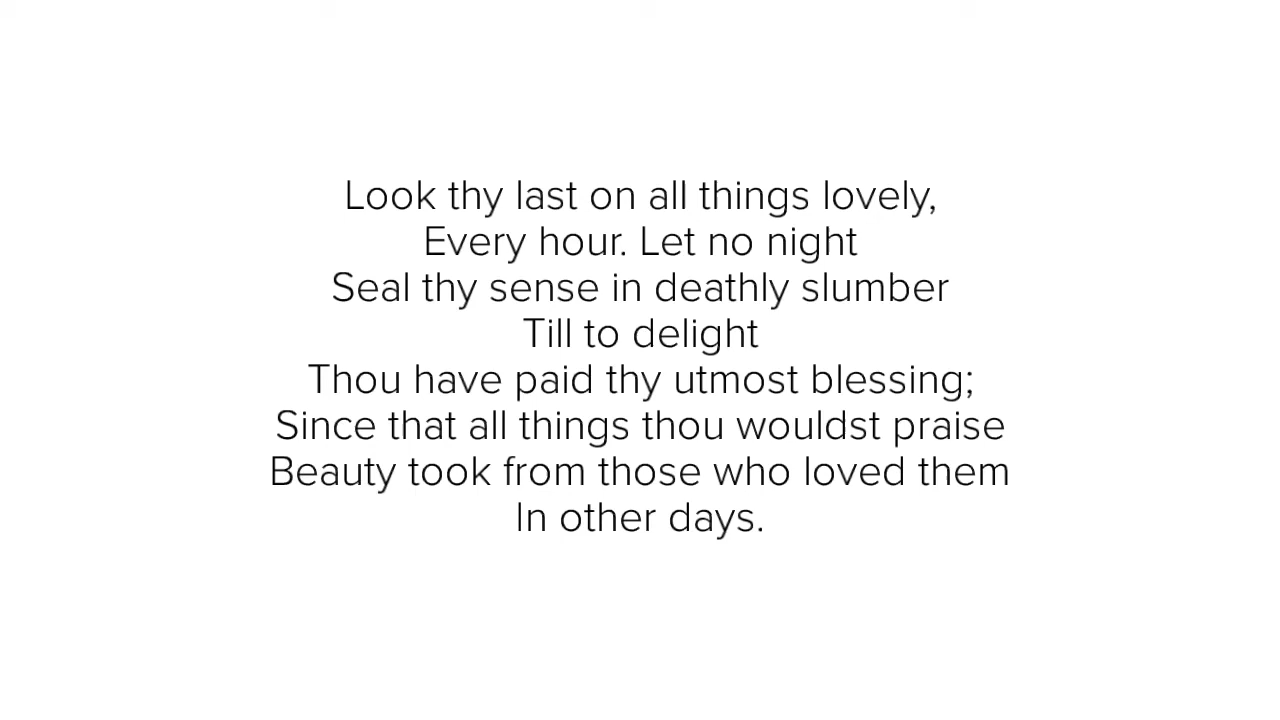 Look thy last on all things lovely,
Every hour. Let no night
Seal thy sense in deathly slumber
Till to delight
Thou have paid thy utmost blessing;
Since that all things thou wouldst praise
Beauty took from those who loved them
In other days.